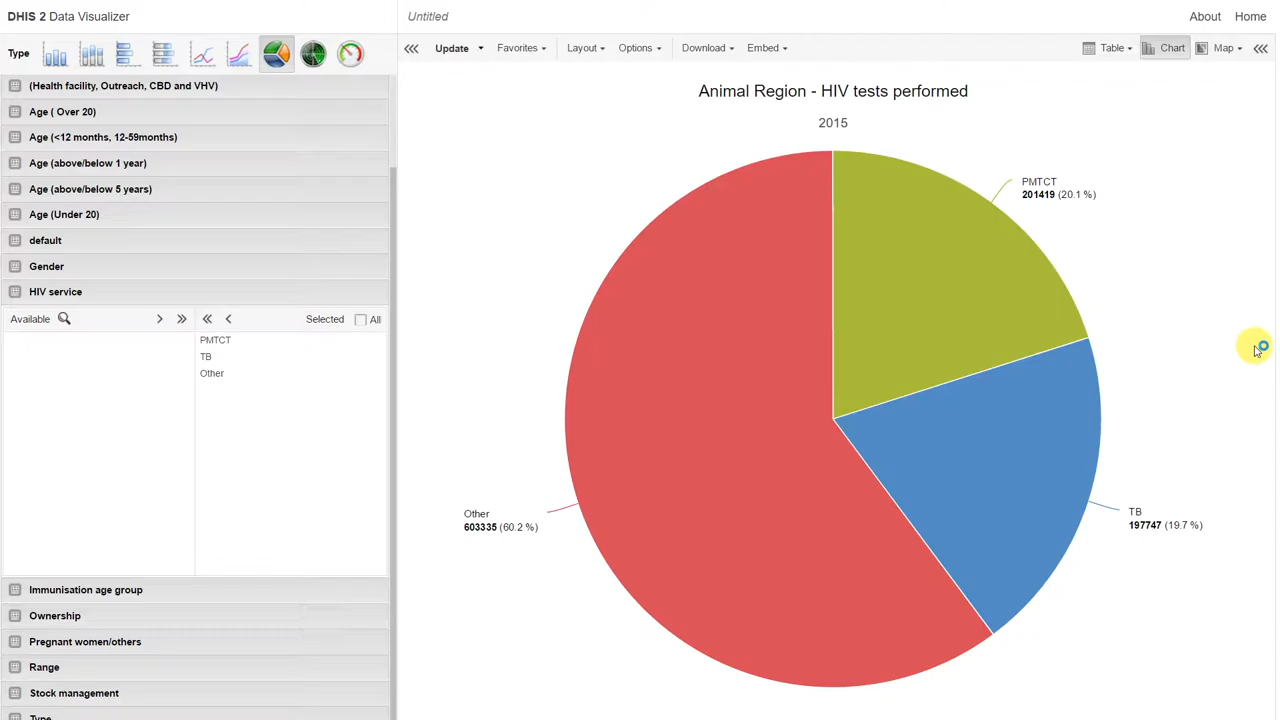 DHIS 2 Data Visualizer
Untitled
About
Home
Type
Update
Favorites
Layout
Options
Download
Embed
Table
Chart
Map
(Health facility, Outreach, CBD and VHV)
Age ( Over 20)
Age (<12 months, 12-59months)
Age (above/below 1 year)
Age (above/below 5 years)
Age (Under 20)
default
Gender
HIV service
Available
Selected
All
PMTCT
TB
Other
Immunisation age group
Ownership
Pregnant women/others
Range
Stock management
Type
Animal Region - HIV tests performed
2015
PMTCT
201419 (20.1 %)
Other
603335 (60.2 %)
TB
197747 (19.7 %)